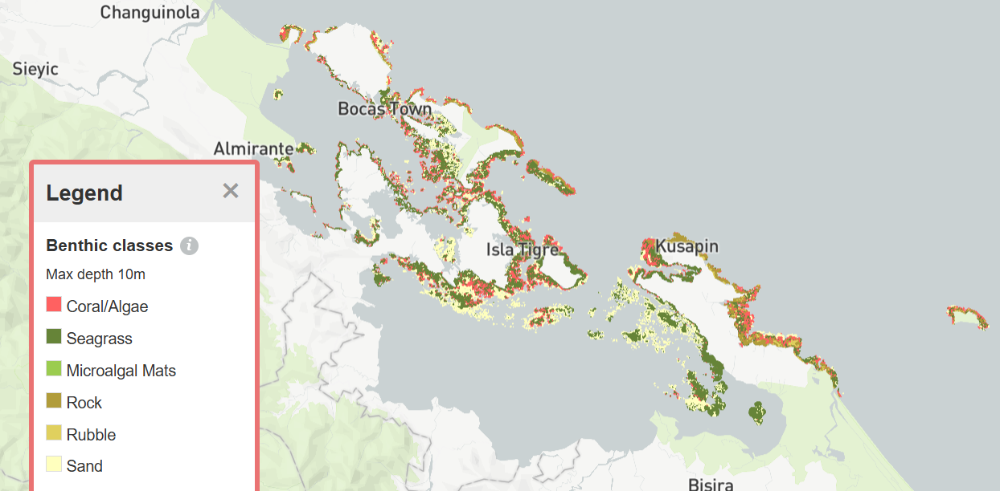 Changuinola
Sieyic
Bocas Town
Almirante
Isla Tigre
Kusapin
Bisira
Legend ×
Benthic classes i
Max depth 10m
Coral/Algae
Seagrass
Microalgal Mats
Rock
Rubble
Sand